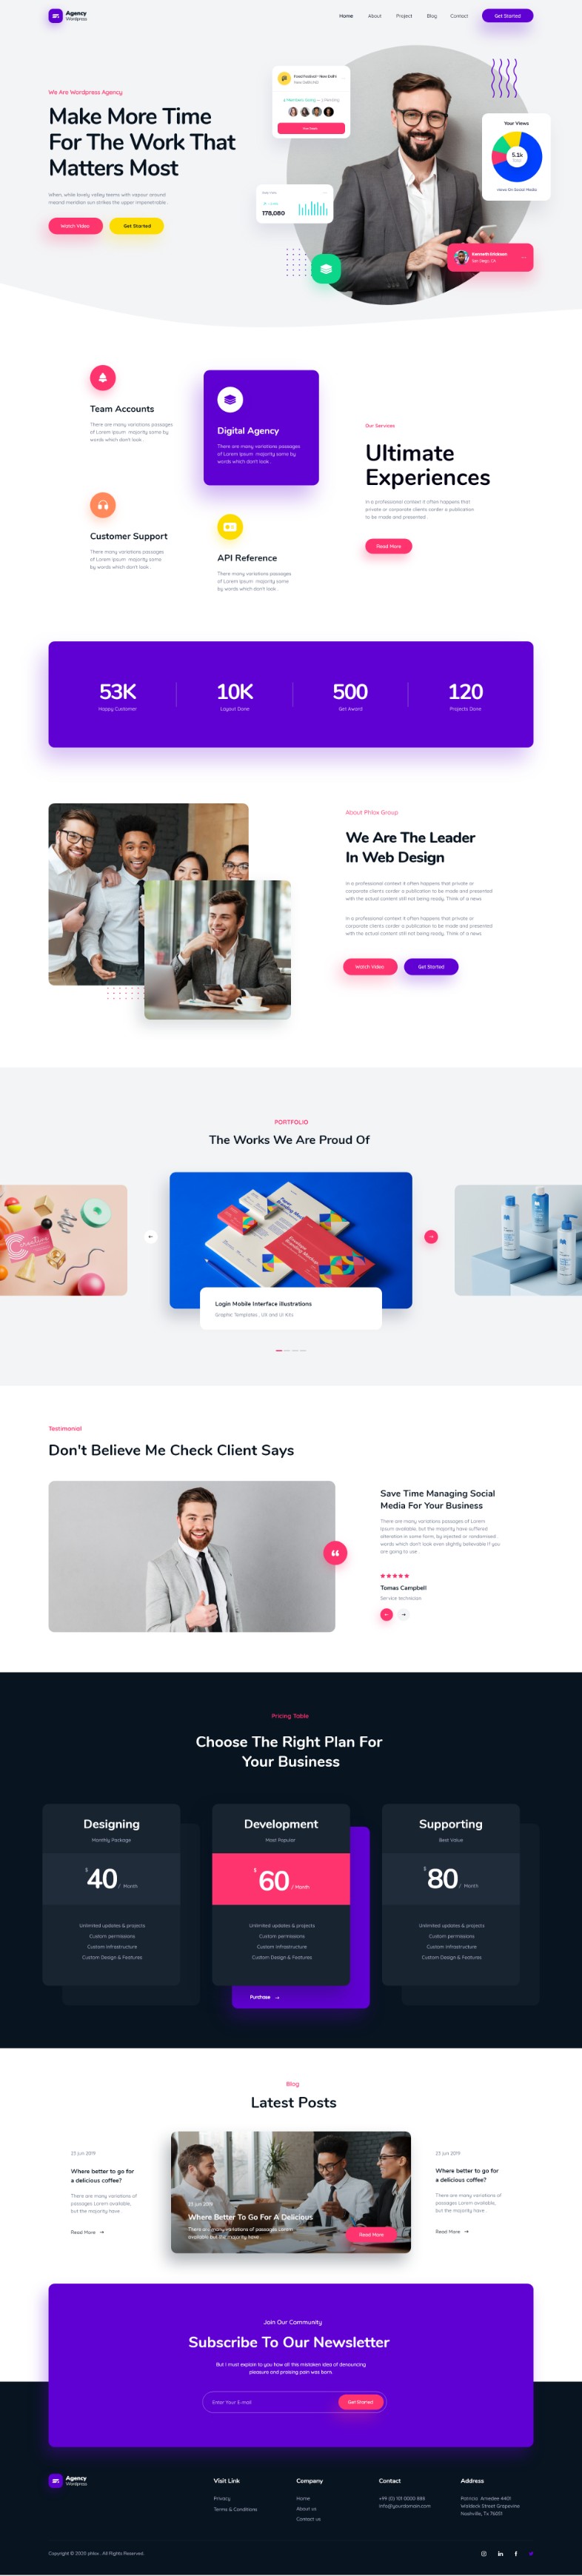 Agency
Wordpress
Home About Project Blog Contact Get Started
We Are Wordpress Agency
Make More Time
For The Work That
Matters Most
When, while lovely valley teems with vapour around
meand meridian sun strikes the upper impenetrable .
Watch Video Get Started
Your Views
5.1k
178,080
Kenneth Erickson
San Diego, CA
Team Accounts
There are many variations passages
of Lorem Ipsum majority some by
words which don't look .
Digital Agency
There are many variations passages
of Lorem Ipsum majority some by
words which don't look .
Customer Support
There many variations passages
of Lorem Ipsum majority some
by words which don't look .
API Reference
There many variations passages
of Lorem Ipsum majority some
by words which don't look.
Our Services
Ultimate
Experiences
In a professional context it often happens that
private or corporate clients corder a publication
to be made and presented .
Read More
53K
Happy Customer
10K
Layout Done
500
Get Award
120
Projects Done
About Phlox Group
We Are The Leader
In Web Design
In a professional context it often happens that private or
corporate clients corder a publication to be made and presented
with the actual content still not being ready, Think of a news
In a professional context it often happens that private or
corporate clients corder a publication to be made and presented
with the actual content still not being ready, Think of a news
Watch Video Get Started
PORTFOLIO
The Works We Are Proud Of
Login Mobile Interface illustrations
Graphic Templates , UX and UI Kits
Testimonial
Don't Believe Me Check Client Says
Save Time Managing Social
Media For Your Business
There are many variations passages of Lorem
Ipsum available, but the majority have suffered
alteration in some form, by injected or randomised
words which don't look even slightly believable If you
are going to use .
Tomas Campbell
Service technician
Pricing Table
Choose The Right Plan For
Your Business
Designing
Monthly Package
$40 / Month
Unlimited updates & projects
Custom permissions
Custom infrastructure
Custom Design & Features
Development
Most Popular
$60 / Month
Unlimited updates & projects
Custom permissions
Custom infrastructure
Custom Design & Features
Purchase →
Supporting
Best Value
$80 / Month
Unlimited updates & projects
Custom permissions
Custom infrastructure
Custom Design & Features
Blog
Latest Posts
23 jun 2019
Where better to go for
a delicious coffee?
There are many variations of
passages Lorem available,
but the majority have .
Read More →
23 jun 2019
Where Better To Go For A Delicious
There are many variations of passages Lorem
available but the majority have .
Read More
23 jun 2019
Where better to go for
a delicious coffee?
There are many variations of
passages Lorem available,
but the majority have .
Read More →
Join Our Community
Subscribe To Our Newsletter
But I must explain to you how all this mistaken idea of denouncing
pleasure and praising pain was born.
Enter Your E-mail Get Started
Agency
Wordpress
Visit Link
Privacy
Terms & Conditions
Company
Home
About us
Contact us
Contact
+99 (0) 101 0000 888
info@yourdomain.com
Address
Patricia Amedee 4401
Waldeck Street Grapevine
Nashville, Tx 76051
Copyright © 2020 phlox . All Rights Reserved.